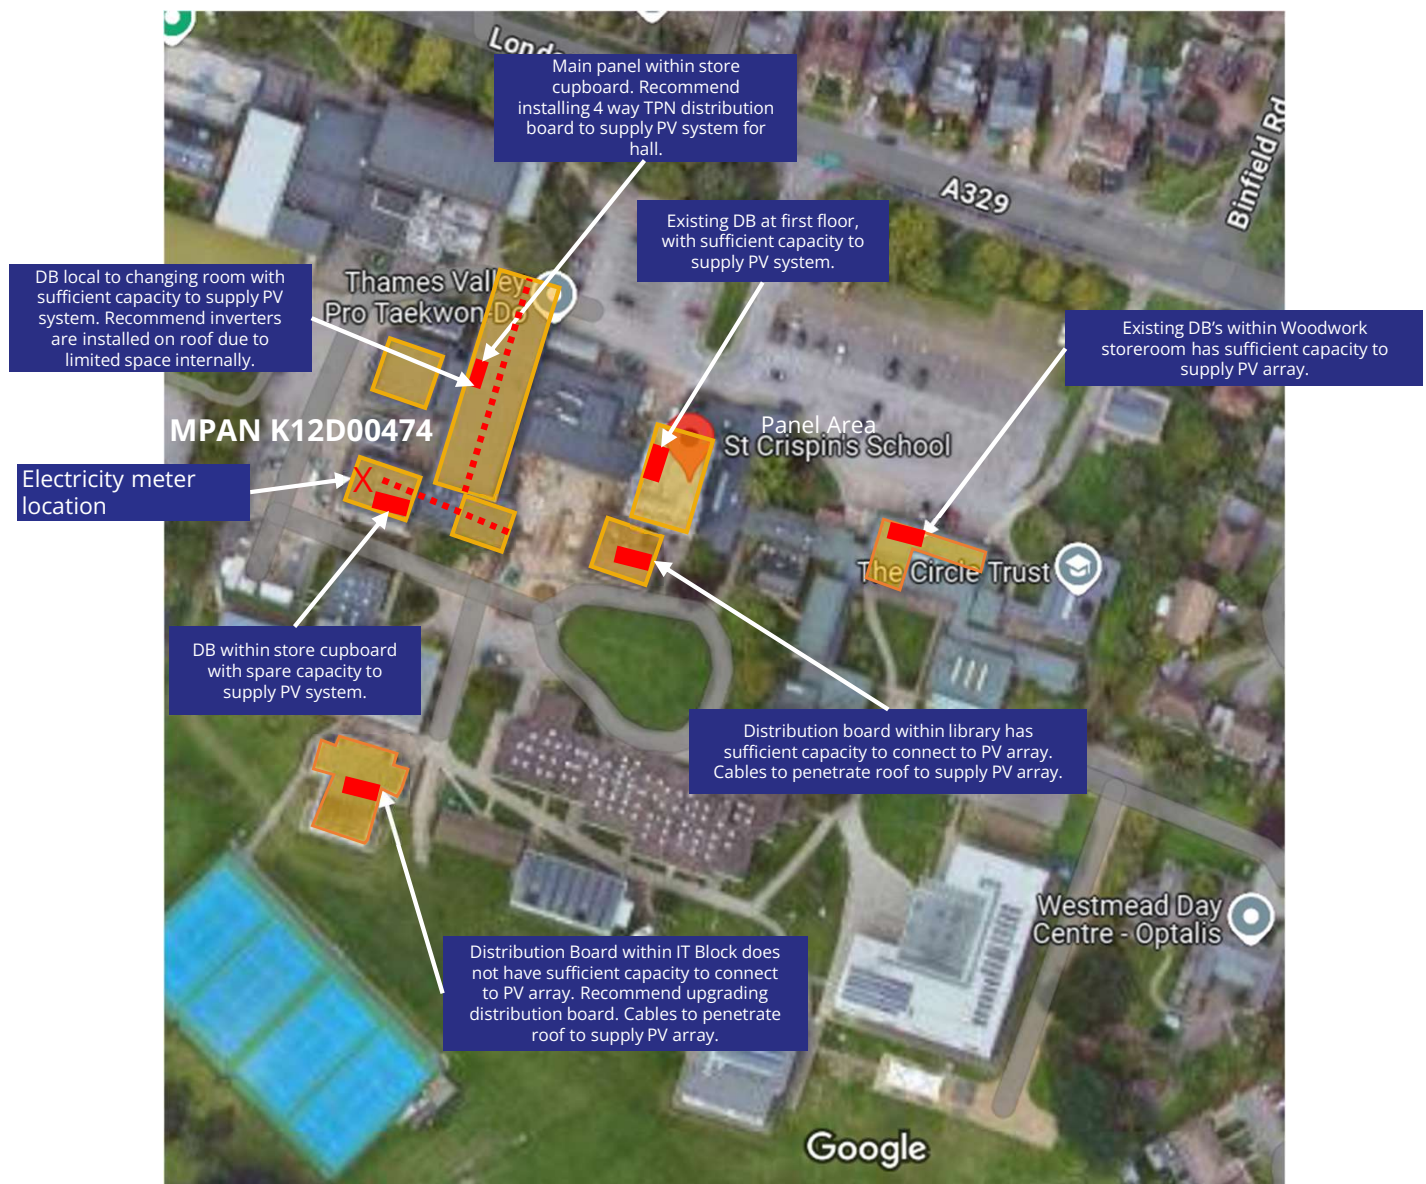 Lond
Main panel within store
cupboard. Recommend
installing 4 way TPN distribution
board to supply PV system for
hall.
A329
Binfield Rd
Existing DB at first floor,
with sufficient capacity to
supply PV system.
DB local to changing room with
sufficient capacity to supply PV
system. Recommend inverters
are installed on roof due to
limited space internally.
Thames Valley
Pro Taekwon-Do
Existing DB’s within Woodwork
storeroom has sufficient capacity to
supply PV array.
MPAN K12D00474
Panel Area
St Crispin's School
Electricity meter
location
X
The Circle Trust
DB within store cupboard
with spare capacity to
supply PV system.
Distribution board within library has
sufficient capacity to connect to PV array.
Cables to penetrate roof to supply PV array.
Westmead Day
Centre - Optalis
Distribution Board within IT Block does
not have sufficient capacity to connect
to PV array. Recommend upgrading
distribution board. Cables to penetrate
roof to supply PV array.
Google